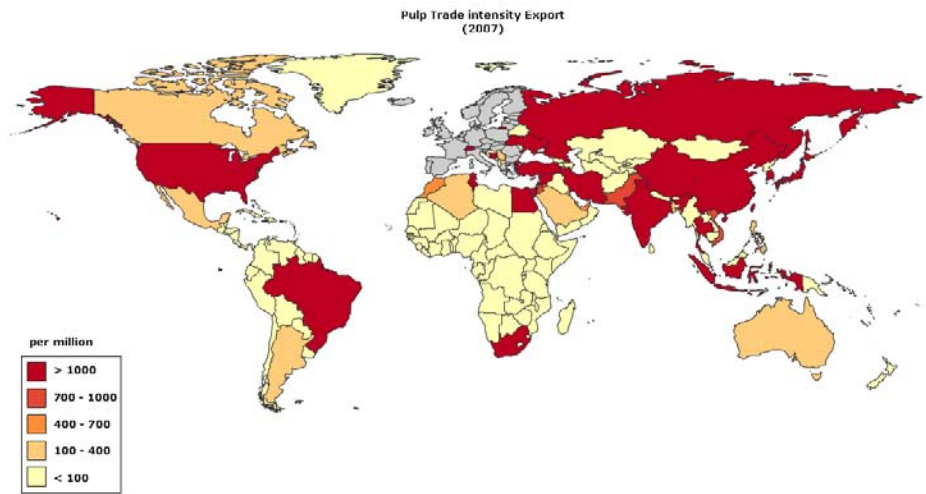 Pulp Trade intensity Export
(2007)
per million
> 1000
700 - 1000
400 - 700
100 - 400
< 100